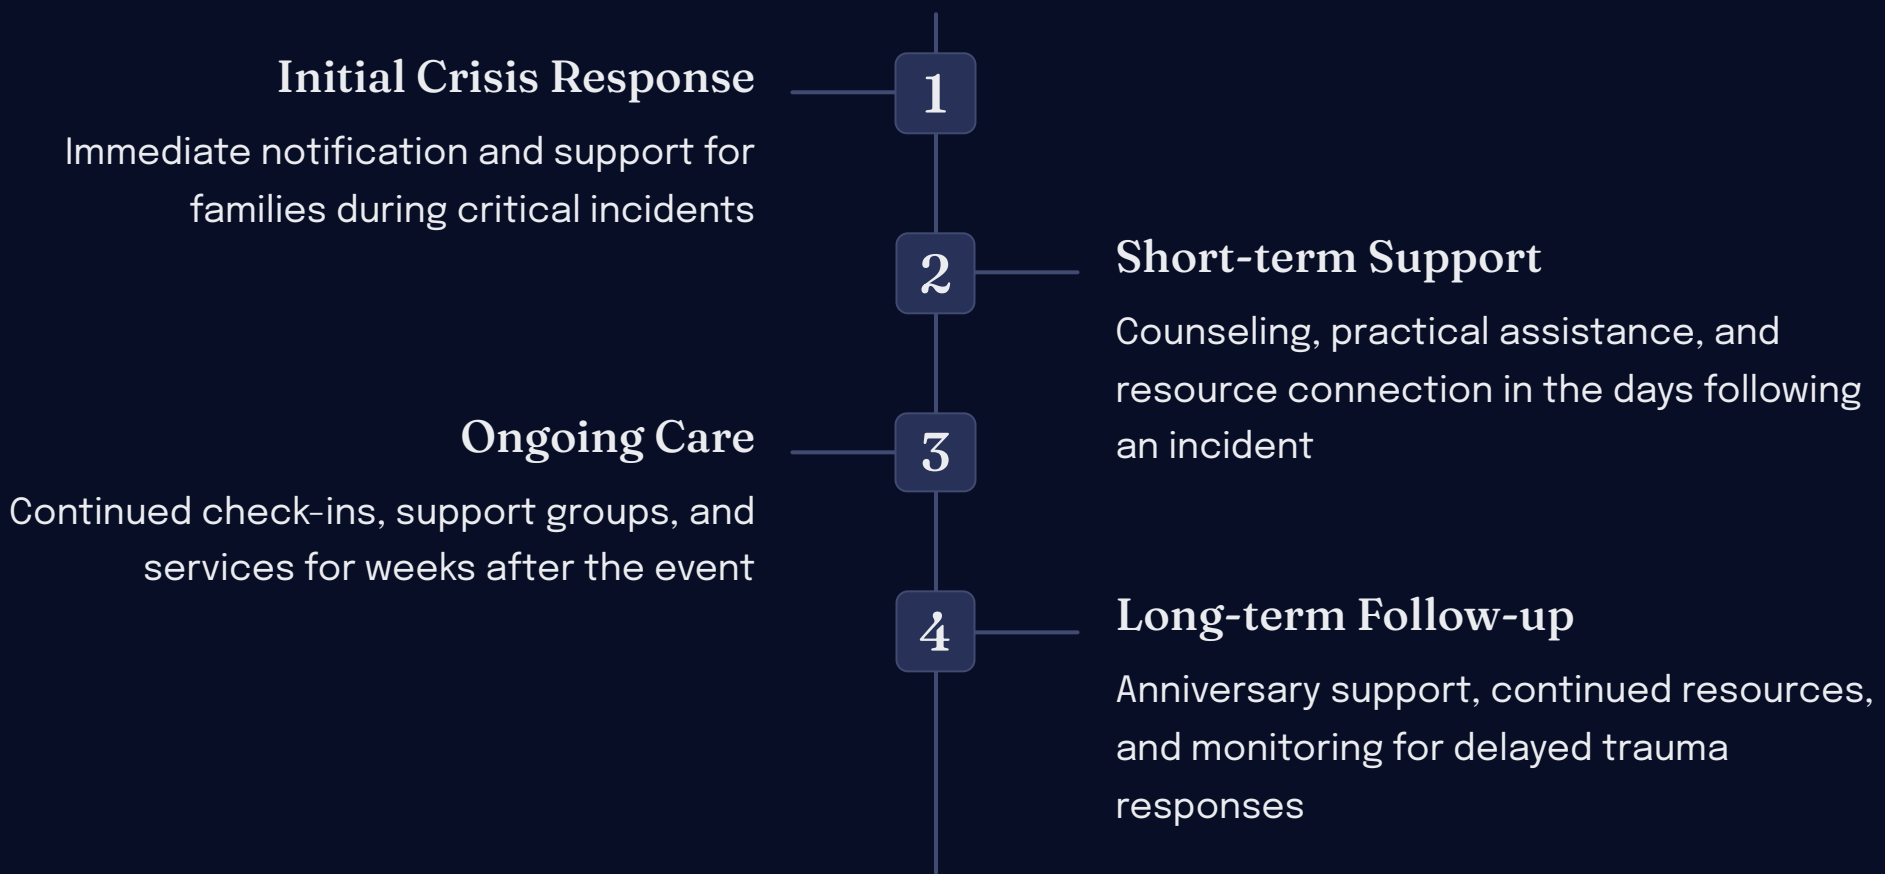 Initial Crisis Response
1
Immediate notification and support for
families during critical incidents
2
Short-term Support
Counseling, practical assistance, and
resource connection in the days following
an incident
Ongoing Care
3
Continued check-ins, support groups, and
services for weeks after the event
4
Long-term Follow-up
Anniversary support, continued resources,
and monitoring for delayed trauma
responses